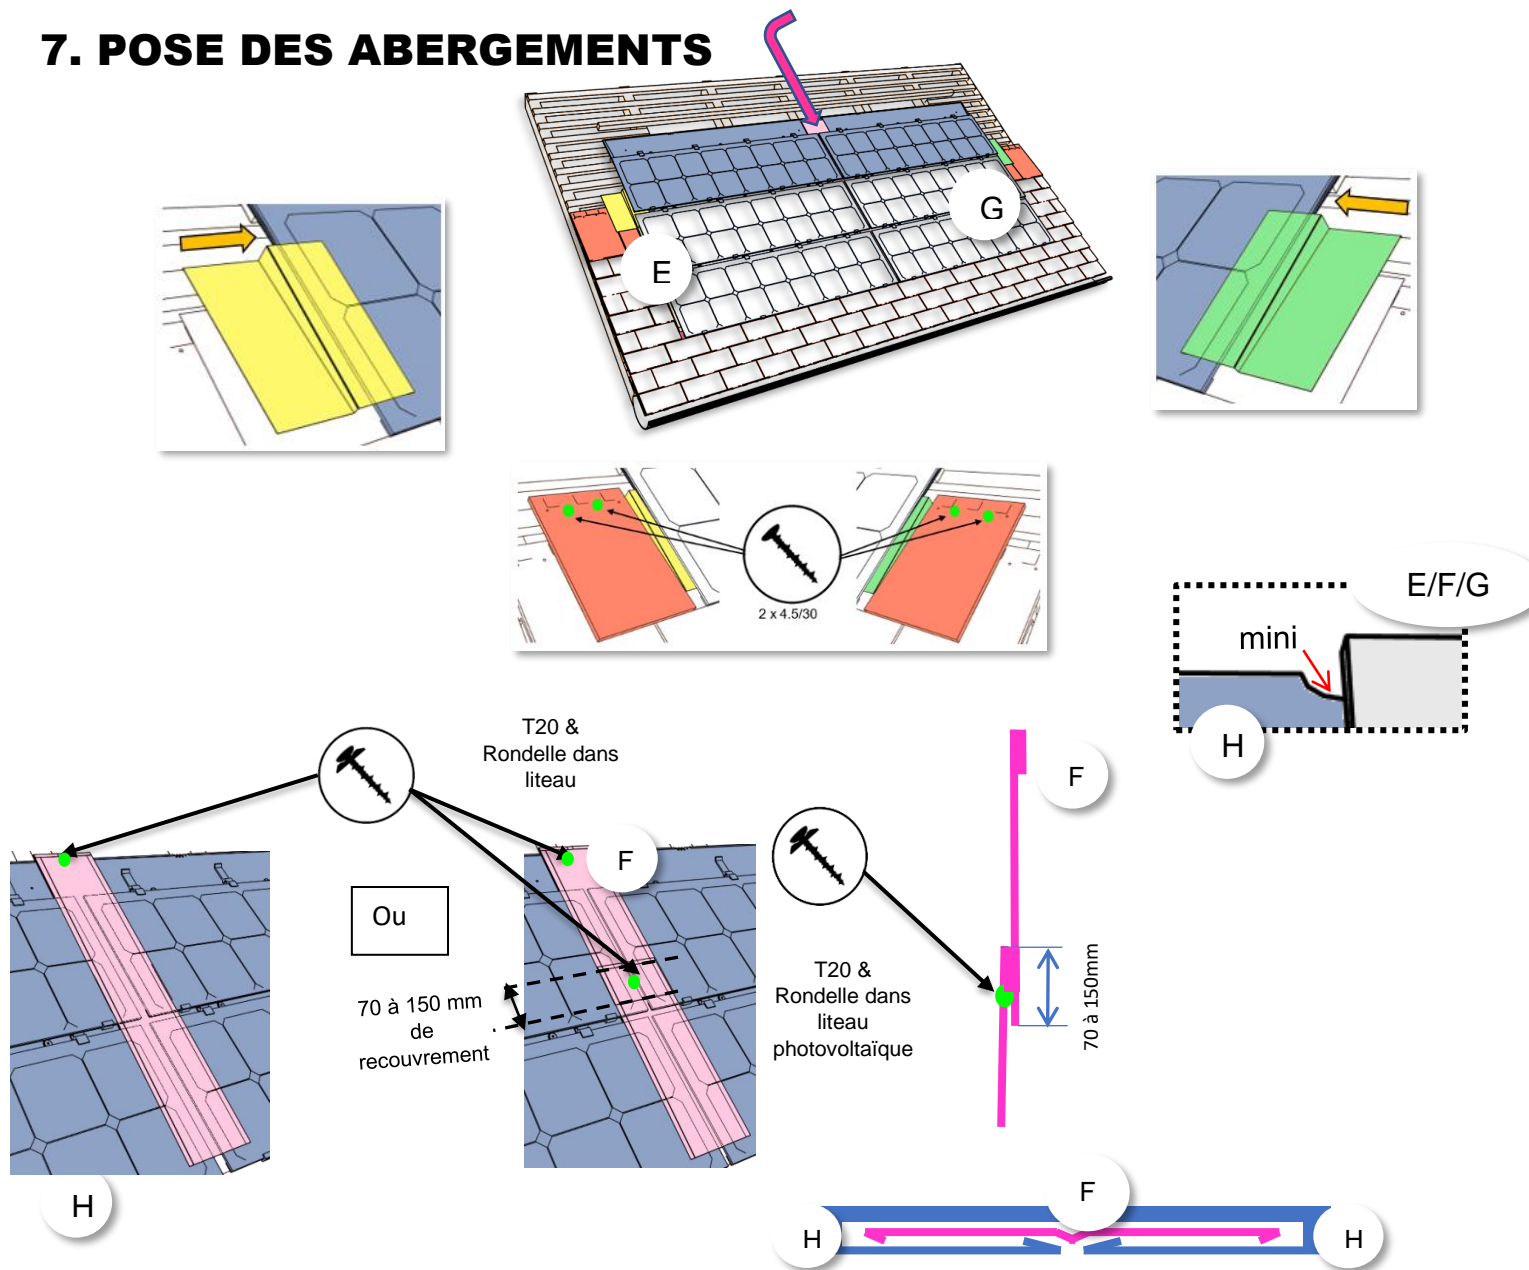 7. POSE DES ABERGEMENTS
G
E
2 x 4.5/30
E/F/G
mini
H
T20 &
Rondelle dans
liteau
F
F
Ou
70 à 150 mm
de
recouvrement
T20 &
Rondelle dans
liteau
photovoltaïque
70 à 150mm
H
F
H
H